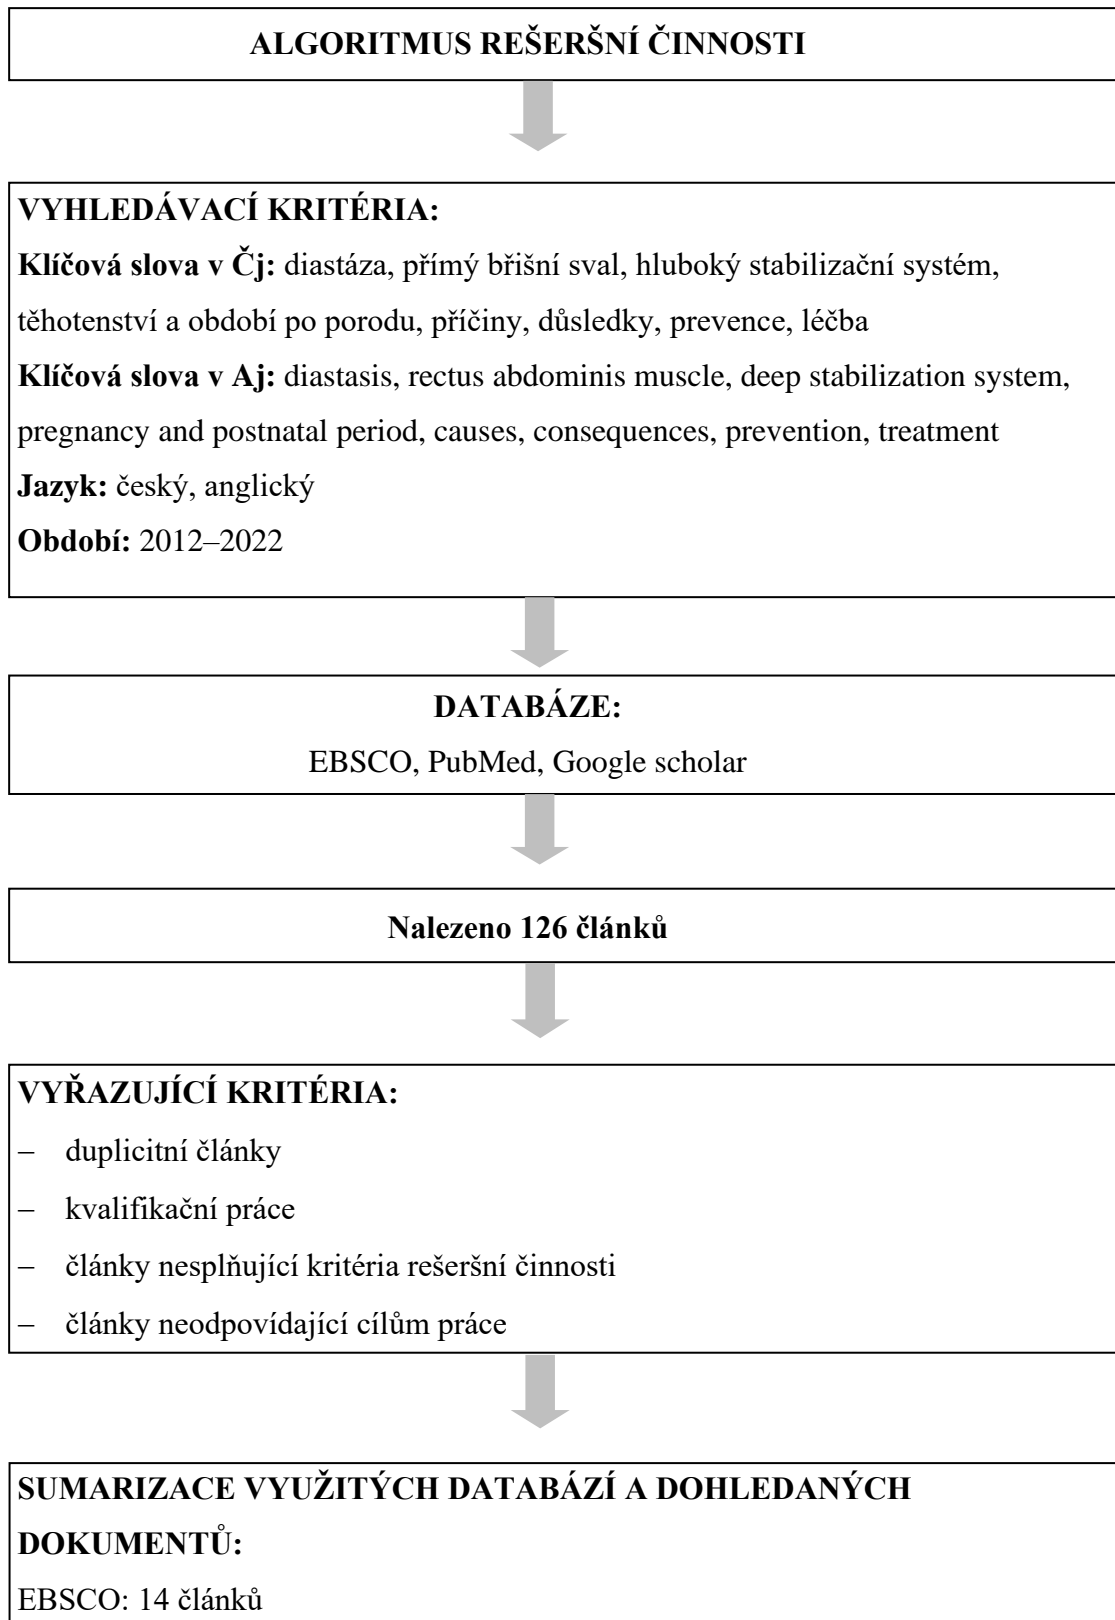 ALGORITMUS REŠERŠNÍ ČINNOSTI
VYHLEDÁVACÍ KRITÉRIA:
Klíčová slova v Čj: diastáza, přímý břišní sval, hluboký stabilizační systém,
těhotenství a období po porodu, příčiny, důsledky, prevence, léčba
Klíčová slova v Aj: diastasis, rectus abdominis muscle, deep stabilization system,
pregnancy and postnatal period, causes, consequences, prevention, treatment
Jazyk: český, anglický
Období: 2012–2022
DATABÁZE:
EBSCO, PubMed, Google scholar
Nalezeno 126 článků
VYŘAZUJÍCÍ KRITÉRIA:
– duplicitní články
– kvalifikační práce
– články nesplňující kritéria rešeršní činnosti
– články neodpovídající cílům práce
SUMARIZACE VYUŽITÝCH DATABÁZÍ A DOHLEDANÝCH
DOKUMENTŮ:
EBSCO: 14 článků